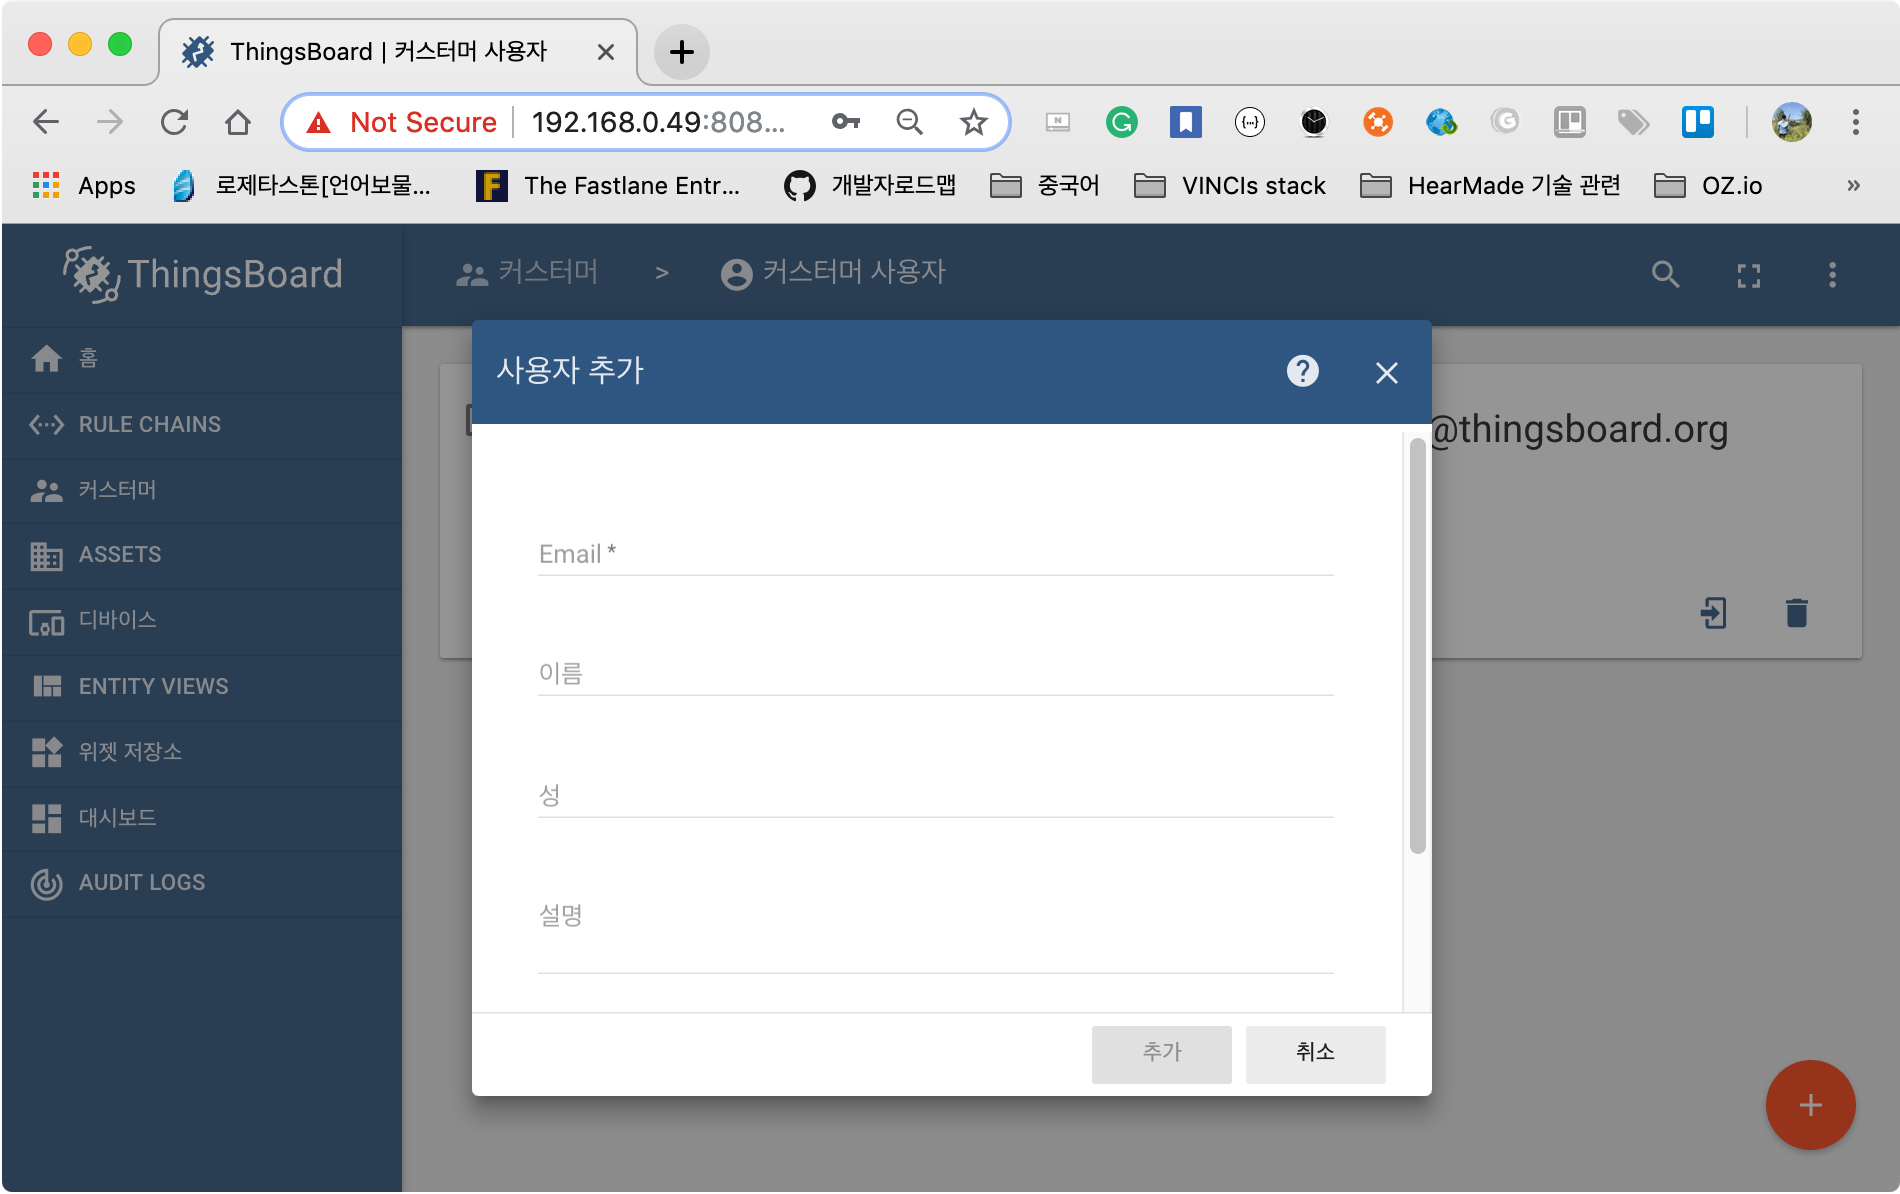 ThingsBoard | 커스터머 사용자
Not Secure
192.168.0.49:808...
Apps
로제타스톤[언어보물...
The Fastlane Entr...
개발자로드맵
중국어
VINCIs stack
HearMade 기술 관련
OZ.io
»
ThingsBoard
커스터머 > 커스터머 사용자
홈
RULE CHAINS
커스터머
ASSETS
디바이스
ENTITY VIEWS
위젯 저장소
대시보드
AUDIT LOGS
@thingsboard.org
사용자 추가
Email *
이름
성
설명
추가
취소